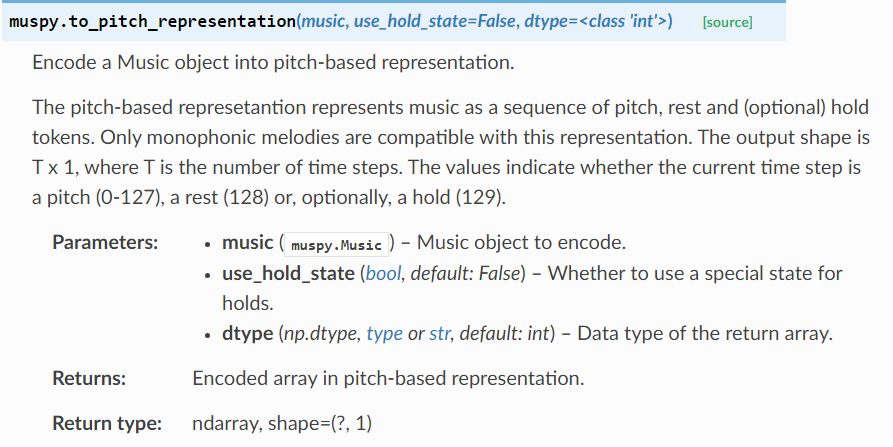 muspy.to_pitch_representation(music, use_hold_state=False, dtype=<class 'int'>) [source]
Encode a Music object into pitch-based representation.
The pitch-based represetantion represents music as a sequence of pitch, rest and (optional) hold
tokens. Only monophonic melodies are compatible with this representation. The output shape is
T x 1, where T is the number of time steps. The values indicate whether the current time step is
a pitch (0-127), a rest (128) or, optionally, a hold (129).
Parameters: • music ( muspy.Music ) – Music object to encode.
• use_hold_state (bool, default: False) – Whether to use a special state for
holds.
• dtype (np.dtype, type or str, default: int) – Data type of the return array.
Returns: Encoded array in pitch-based representation.
Return type: ndarray, shape=(?, 1)